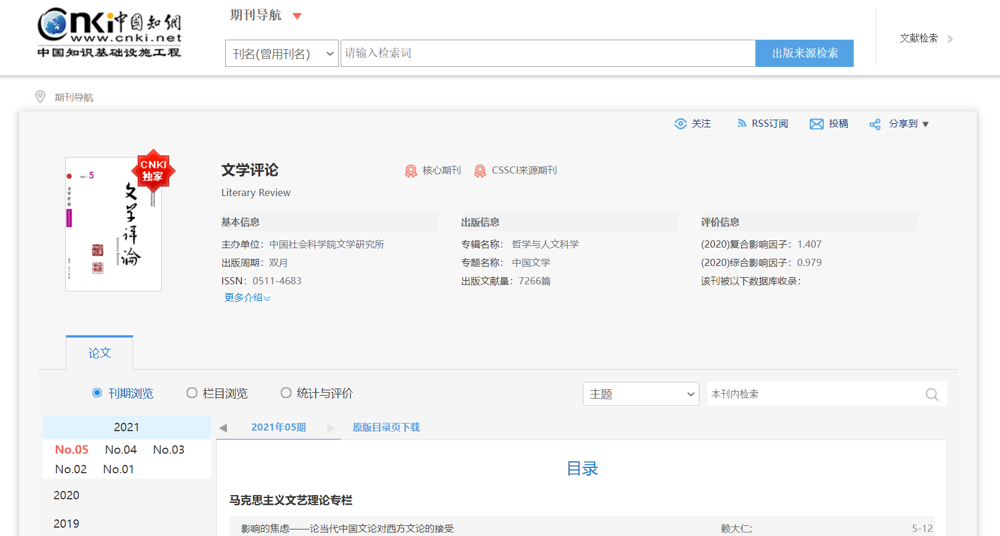 cnki中国知網
www.cnki.net
中国知识基础设施工程
期刊导航
刊名(曾用刊名)
请输入检索词
出版来源检索
文献检索
期刊导航
关注
RSS订阅
投稿
分享到
CNKI
独家
2021 / 5
文学评论
文学评论
Literary Review
文学评论
Literary Review
核心期刊
CSSCI来源期刊
基本信息
主办单位：中国社会科学院文学研究所
出版周期：双月
ISSN：0511-4683
更多介绍
出版信息
专辑名称：哲学与人文科学
专题名称：中国文学
出版文献量：7266篇
评价信息
(2020)复合影响因子：1.407
(2020)综合影响因子：0.979
该刊被以下数据库收录：
论文
刊期浏览
栏目浏览
统计与评价
主题
本刊内检索
2021
No.05 No.04 No.03
No.02 No.01
2020
2019
2021年05期
原版目录页下载
目录
马克思主义文艺理论专栏
影响的焦虑——论当代中国文论对西方文论的接受 赖大仁; 5-12